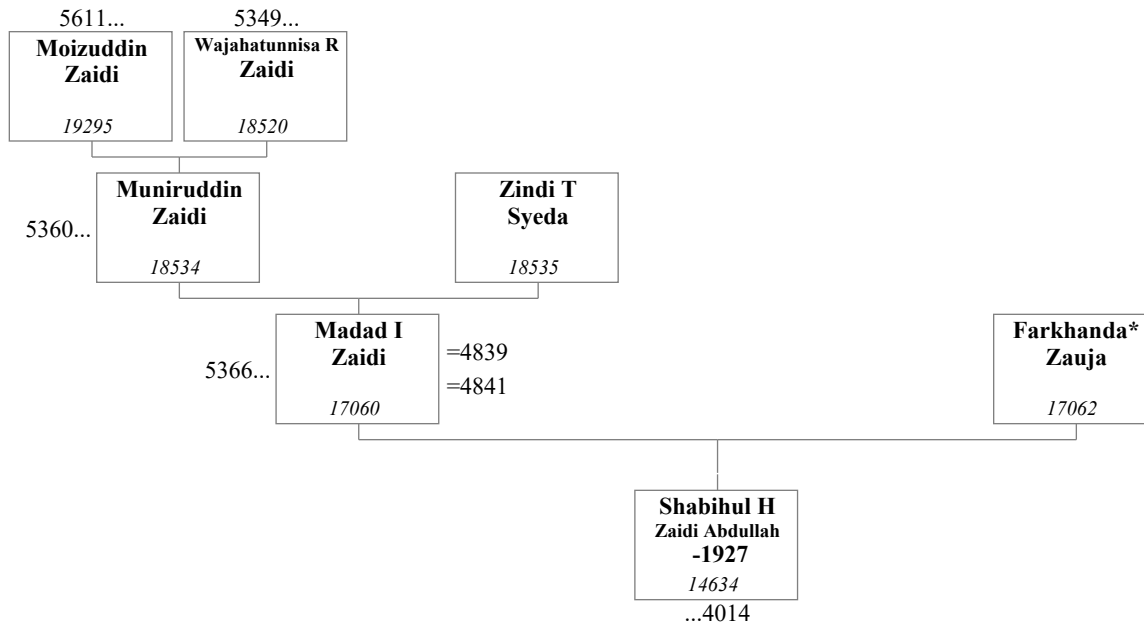 5611...
5349...
Moizuddin
Zaidi
19295
Wajahatunnisa R
Zaidi
18520
5360...
Muniruddin
Zaidi
18534
Zindi T
Syeda
18535
5366...
Madad I
Zaidi
17060
=4839
=4841
Farkhanda*
Zauja
17062
Shabihul H
Zaidi Abdullah
-1927
14634
...4014